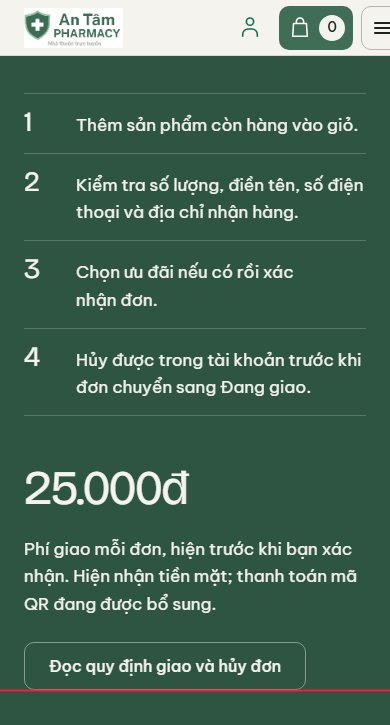 An Tâm
PHARMACY
Nhà thuốc trực tuyến
0
1
Thêm sản phẩm còn hàng vào giỏ.
2
Kiểm tra số lượng, điền tên, số điện
thoại và địa chỉ nhận hàng.
3
Chọn ưu đãi nếu có rồi xác
nhận đơn.
4
Hủy được trong tài khoản trước khi
đơn chuyển sang Đang giao.
25.000đ
Phí giao mỗi đơn, hiện trước khi bạn xác
nhận. Hiện nhận tiền mặt; thanh toán mã
QR đang được bổ sung.
Đọc quy định giao và hủy đơn